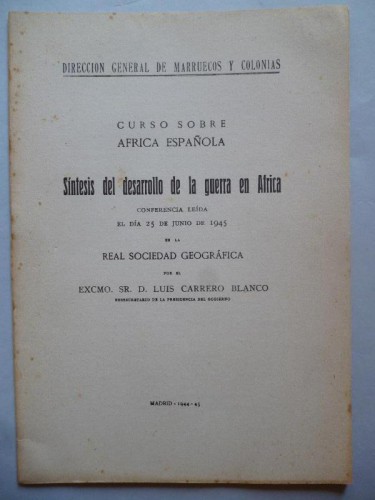 DIRECCION GENERAL DE MARRUECOS Y COLONIAS
CURSO SOBRE
AFRICA ESPAÑOLA
Síntesis del desarrollo de la guerra en Africa
CONFERENCIA LEÍDA
EL DÍA 25 DE JUNIO DE 1945
EN LA
REAL SOCIEDAD GEOGRÁFICA
POR EL
EXCMO. SR. D. LUIS CARRERO BLANCO
SUBSECRETARIO DE LA PRESIDENCIA DEL GOBIERNO
MADRID - 1944-45